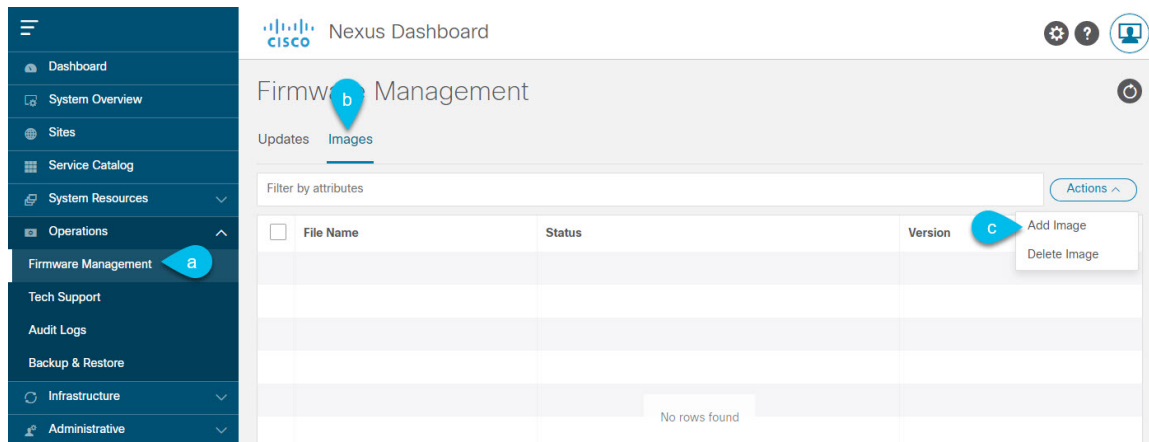 CISCO Nexus Dashboard
?
Dashboard
System Overview
Sites
Service Catalog
System Resources
Operations
Firmware Management
a
Tech Support
Audit Logs
Backup & Restore
Infrastructure
Administrative
Firmware Management
b
Updates Images
Filter by attributes
Actions
File Name Status Version
c
Add Image
Delete Image
No rows found